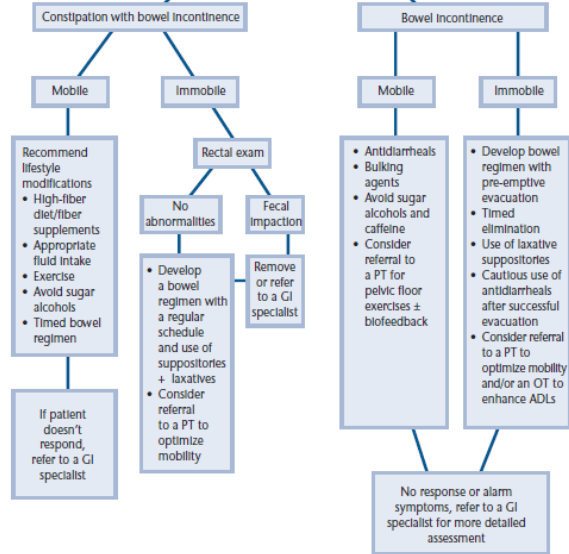 Constipation with bowel incontinence
Bowel incontinence
Mobile
Immobile
Mobile
Immobile
Recommend
lifestyle
modifications
• High-fiber
diet/fiber
supplements
• Appropriate
fluid intake
• Exercise
• Avoid sugar
alcohols
• Timed bowel
regimen
If patient
doesn't
respond,
refer to a GI
specialist
Rectal exam
No
abnormalities
Fecal
impaction
• Develop
a bowel
regimen with
a regular
schedule
and use of
suppositories
+ laxatives
• Consider
referral
to a PT to
optimize
mobility
Remove
or refer
to a GI
specialist
• Antidiarrheals
• Bulking
agents
• Avoid sugar
alcohols and
caffeine
• Consider
referral to
a PT for
pelvic floor
exercises ±
biofeedback
• Develop bowel
regimen with
pre-emptive
evacuation
• Timed
elimination
• Use of laxative
suppositories
• Cautious use of
antidiarrheals
after successful
evacuation
• Consider referral
to a PT to
optimize mobility
and/or an OT to
enhance ADLs
No response or alarm
symptoms, refer to a GI
specialist for more detailed
assessment